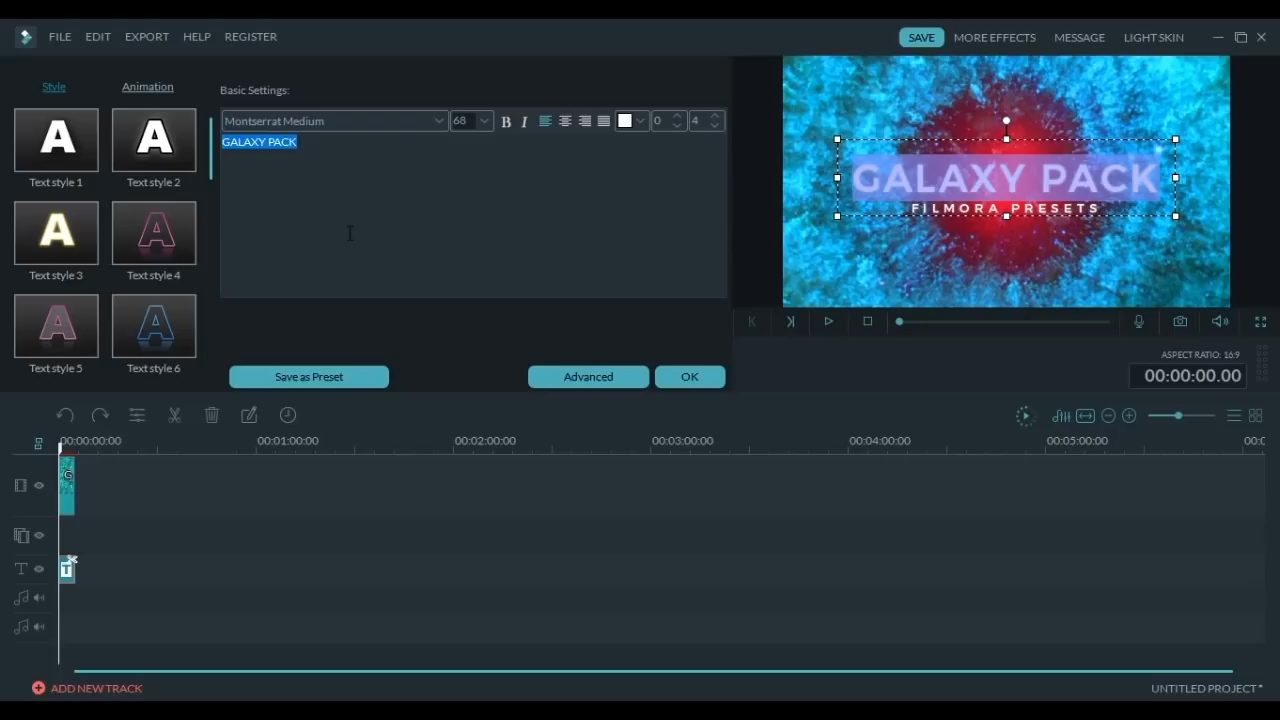 FILE EDIT EXPORT HELP REGISTER
SAVE MORE EFFECTS MESSAGE LIGHT SKIN
Style Animation
Basic Settings:
Montserrat Medium 68 B I 0 4
GALAXY PACK
A A
Text style 1 Text style 2
A A
Text style 3 Text style 4
A A
Text style 5 Text style 6
GALAXY PACK
FILMORA PRESETS
Save as Preset Advanced OK
ASPECT RATIO: 16:9
00:00:00.00
00:00:00:00 00:01:00:00 00:02:00:00 00:03:00:00 00:04:00:00 00:05:00:00 00:0
G
T T
ADD NEW TRACK
UNTITLED PROJECT*